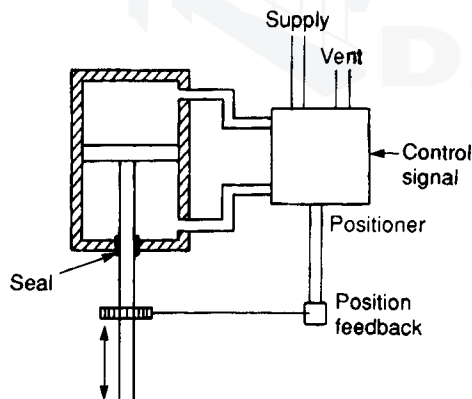 Supply
Vent
Control
signal
Positioner
Seal
Position
feedback